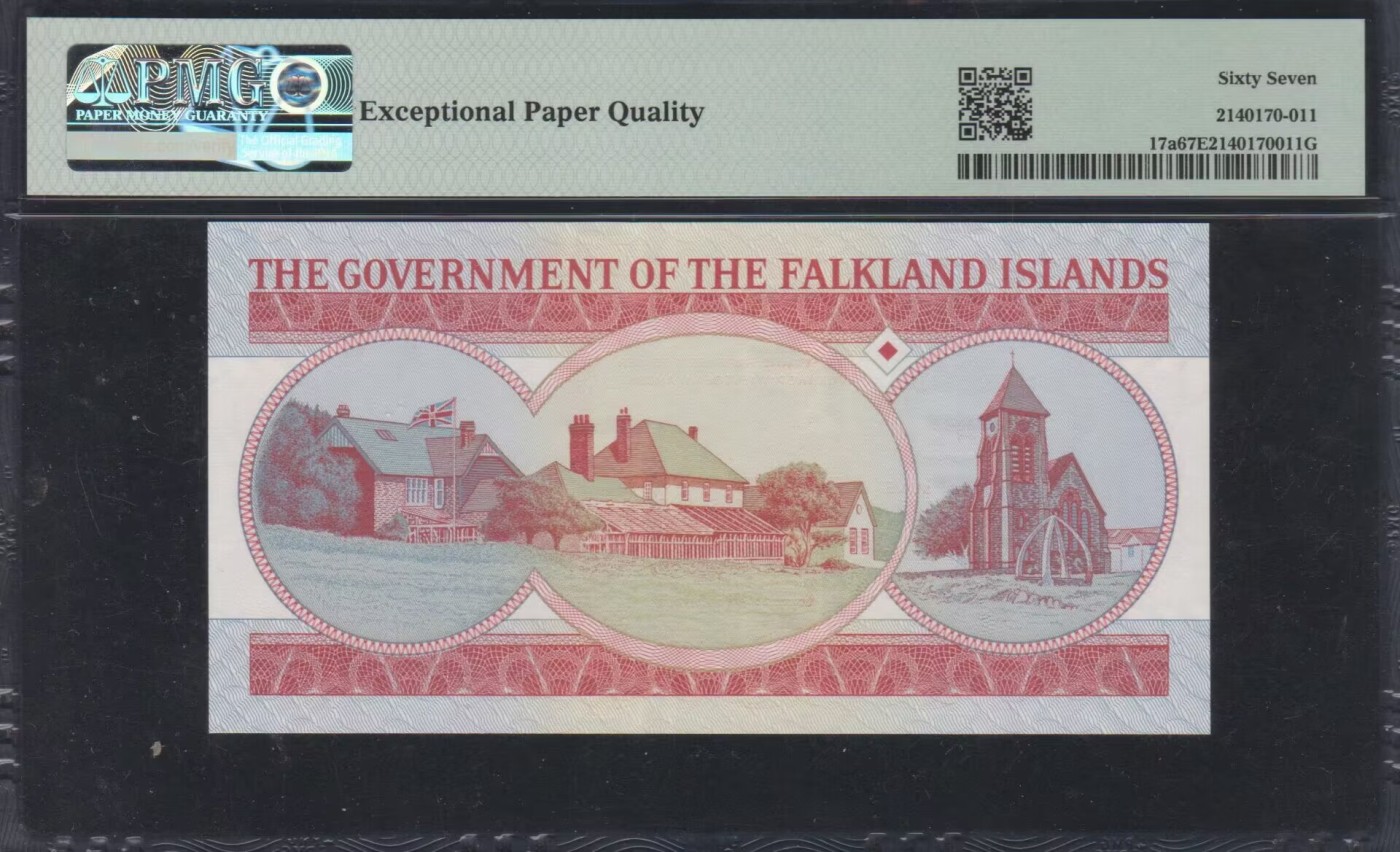 PMG
PAPER MONEY GUARANTY
Exceptional Paper Quality
Sixty Seven
2140170-011
17a67E2140170011G
THE GOVERNMENT OF THE FALKLAND ISLANDS